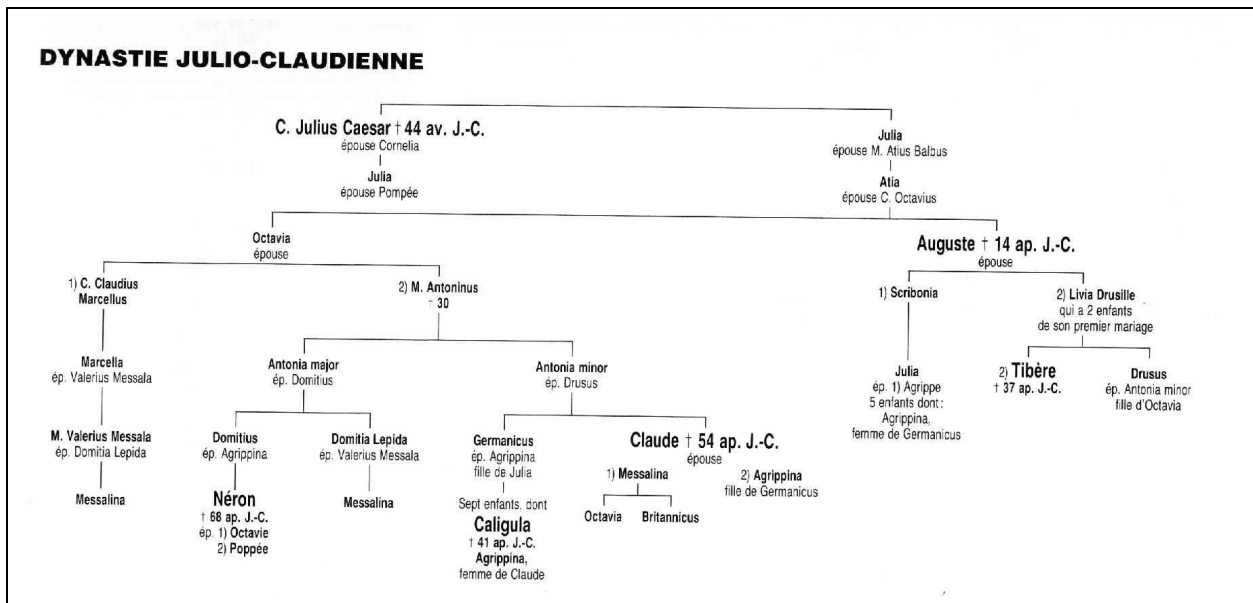 DYNASTIE JULIO-CLAUDIENNE
C. Julius Caesar † 44 av. J.-C.
épouse Cornelia
Julia
épouse Pompée
Julia
épouse M. Atius Balbus
Atia
épouse C. Octavius
Octavia
épouse
Auguste † 14 ap. J.-C.
épouse
1) C. Claudius
Marcellus
2) M. Antoninus
† 30
1) Scribonia
2) Livia Drusille
qui a 2 enfants
de son premier mariage
Marcella
ép. Valerius Messala
Antonia major
ép. Domitius
Antonia minor
ép. Drusus
Julia
ép. 1) Agrippe
5 enfants dont :
Agrippina,
femme de Germanicus
2) Tibère
† 37 ap. J.-C.
Drusus
ép. Antonia minor
fille d'Octavia
M. Valerius Messala
ép. Domitia Lepida
Domitius
ép. Agrippina
Domitia Lepida
ép. Valerius Messala
Germanicus
ép. Agrippina
fille de Julia
Claude † 54 ap. J.-C.
épouse
1) Messalina
2) Agrippina
fille de Germanicus
Messalina
Néron
† 68 ap. J.-C.
ép. 1) Octavie
2) Poppée
Messalina
Sept enfants, dont
Caligula
† 41 ap. J.-C.
Agrippina,
femme de Claude
Octavia
Britannicus